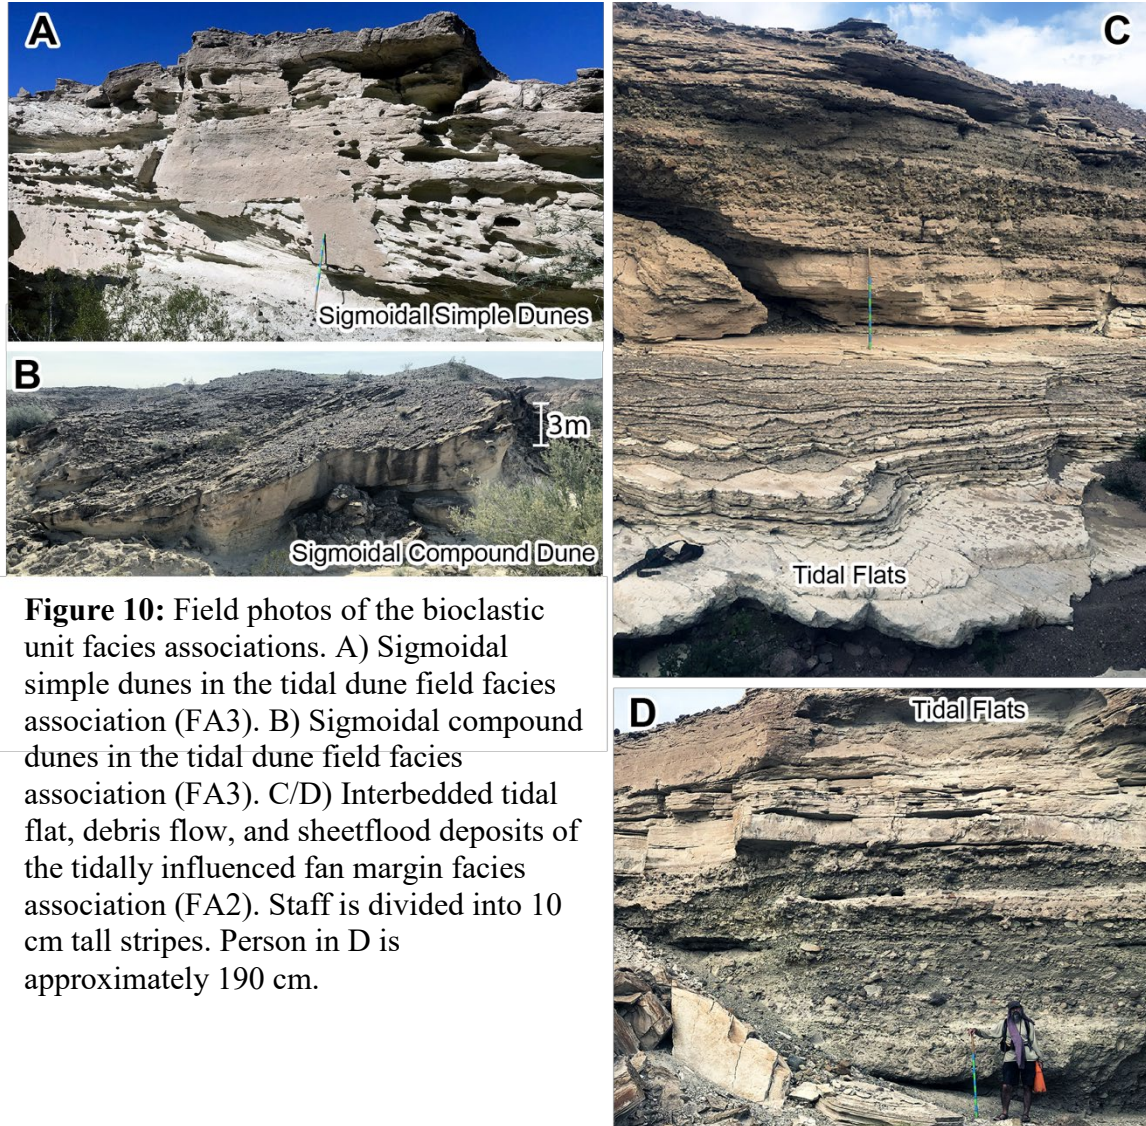 A
Sigmoidal Simple Dunes
B
3m
Sigmoidal Compound Dune
C
Tidal Flats
D
Tidal Flats
Figure 10: Field photos of the bioclastic
unit facies associations. A) Sigmoidal
simple dunes in the tidal dune field facies
association (FA3). B) Sigmoidal compound
dunes in the tidal dune field facies
association (FA3). C/D) Interbedded tidal
flat, debris flow, and sheetflood deposits of
the tidally influenced fan margin facies
association (FA2). Staff is divided into 10
cm tall stripes. Person in D is
approximately 190 cm.